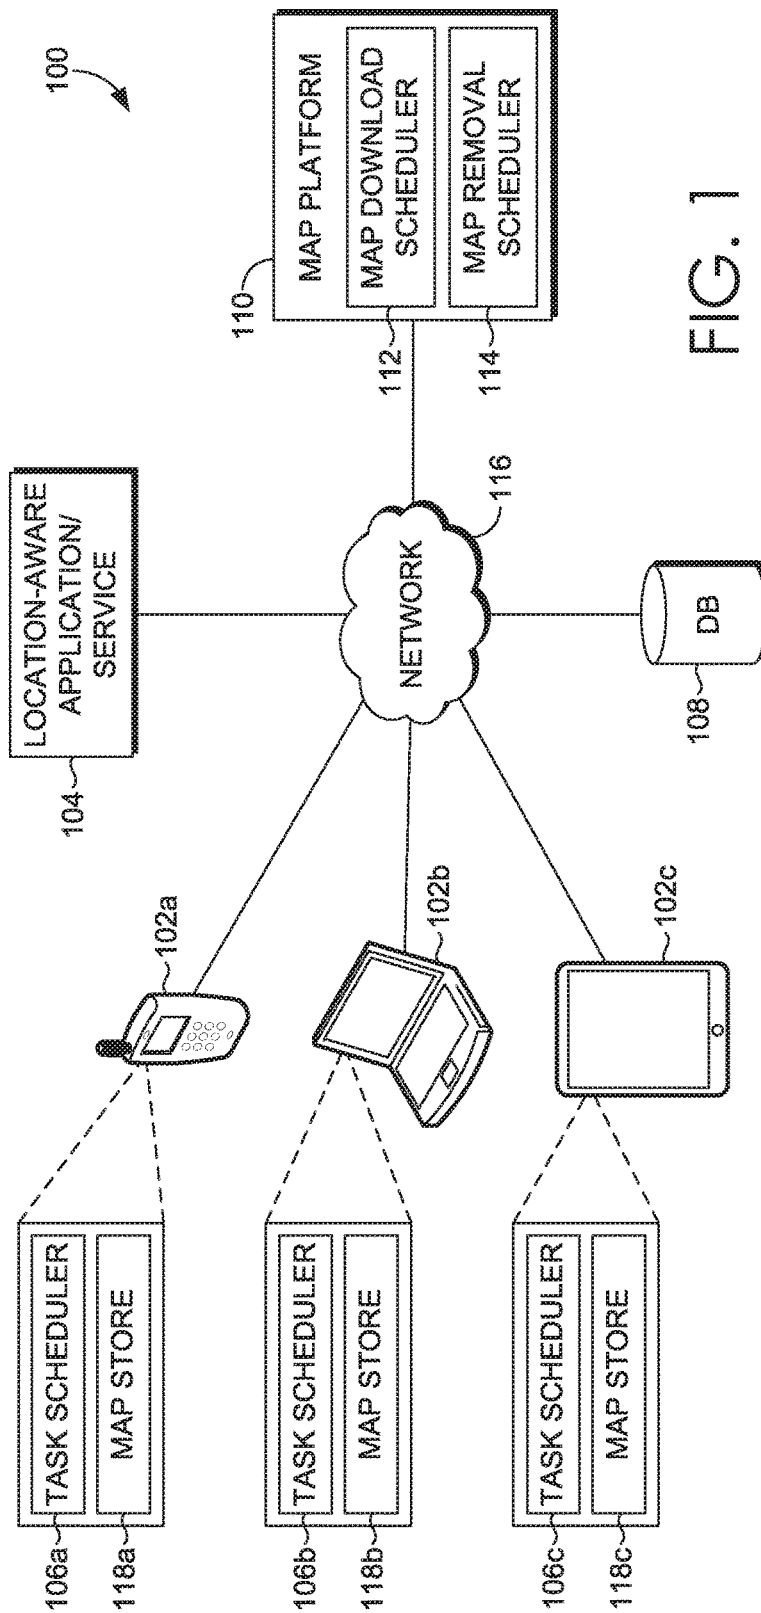 100
LOCATION-AWARE
APPLICATION/
SERVICE
104
MAP PLATFORM
110
MAP DOWNLOAD
SCHEDULER
112
MAP REMOVAL
SCHEDULER
114
NETWORK
116
DB
108
102a
102b
102c
TASK SCHEDULER
106a
MAP STORE
118a
TASK SCHEDULER
106b
MAP STORE
118b
TASK SCHEDULER
106c
MAP STORE
118c
FIG. 1